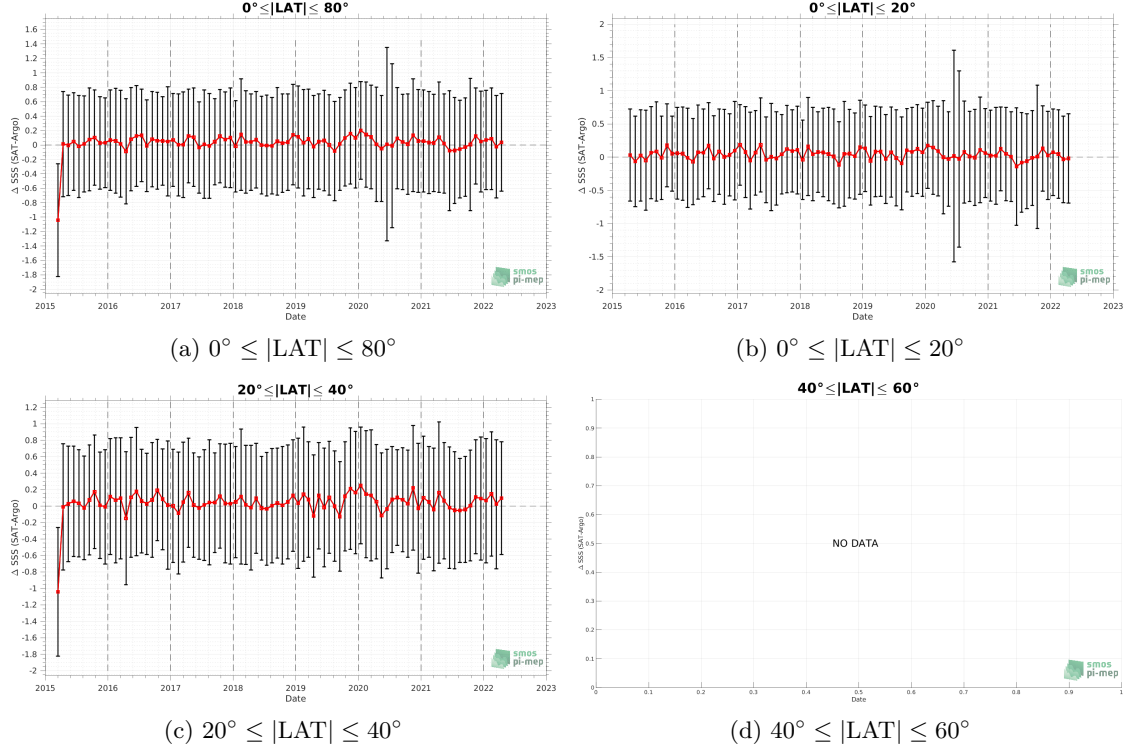 0°≤|LAT|≤ 80°
1.6
1.4
1.2
1
0.8
0.6
0.4
0.2
0
-0.2
-0.4
-0.6
-0.8
-1
-1.2
-1.4
-1.6
-1.8
-2
Δ SSS (SAT-Argo)
2015 2016 2017 2018 2019 2020 2021 2022 2023
Date
smos
pi-mep
(a) 0° ≤ |LAT| ≤ 80°
0°≤|LAT|≤ 20°
2
1.5
1
0.5
0
-0.5
-1
-1.5
-2
Δ SSS (SAT-Argo)
2015 2016 2017 2018 2019 2020 2021 2022 2023
Date
smos
pi-mep
(b) 0° ≤ |LAT| ≤ 20°
20°≤|LAT|≤ 40°
1.2
1
0.8
0.6
0.4
0.2
0
-0.2
-0.4
-0.6
-0.8
-1
-1.2
-1.4
-1.6
-1.8
-2
Δ SSS (SAT-Argo)
2015 2016 2017 2018 2019 2020 2021 2022 2023
Date
smos
pi-mep
(c) 20° ≤ |LAT| ≤ 40°
40°≤|LAT|≤ 60°
1
0.9
0.8
0.7
0.6
0.5
0.4
0.3
0.2
0.1
0
Δ SSS (SAT-Argo)
NO DATA
0 0.1 0.2 0.3 0.4 0.5 0.6 0.7 0.8 0.9 1
Date
smos
pi-mep
(d) 40° ≤ |LAT| ≤ 60°